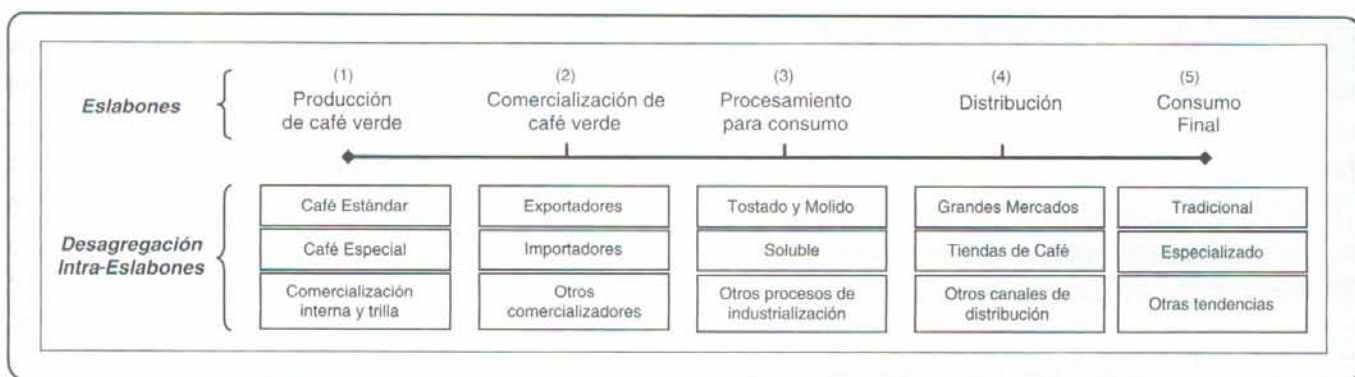 Eslabones
(1)
Producción
de café verde
(2)
Comercialización de
café verde
(3)
Procesamiento
para consumo
(4)
Distribución
(5)
Consumo
Final
Desagregación
Intra-Eslabones
Café Estándar
Café Especial
Comercialización
interna y trilla
Exportadores
Importadores
Otros
comercializadores
Tostado y Molido
Soluble
Otros procesos de
industrialización
Grandes Mercados
Tiendas de Café
Otros canales de
distribución
Tradicional
Especializado
Otras tendencias